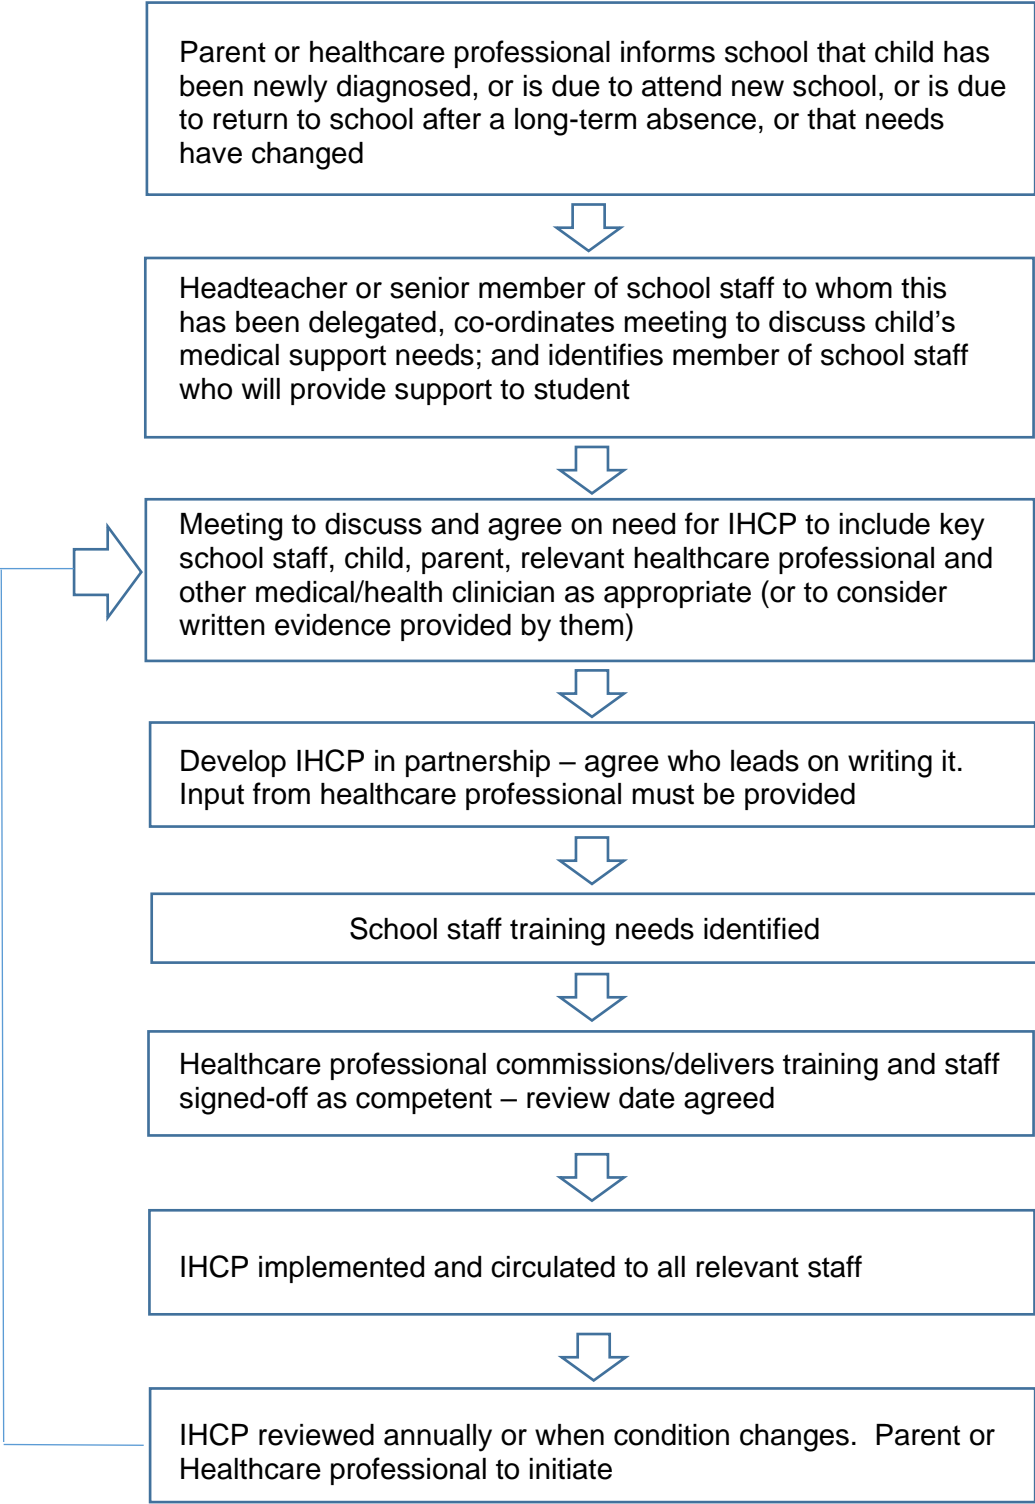 Parent or healthcare professional informs school that child has
been newly diagnosed, or is due to attend new school, or is due
to return to school after a long-term absence, or that needs
have changed
Headteacher or senior member of school staff to whom this
has been delegated, co-ordinates meeting to discuss child's
medical support needs; and identifies member of school staff
who will provide support to student
Meeting to discuss and agree on need for IHCP to include key
school staff, child, parent, relevant healthcare professional and
other medical/health clinician as appropriate (or to consider
written evidence provided by them)
Develop IHCP in partnership – agree who leads on writing it.
Input from healthcare professional must be provided
School staff training needs identified
Healthcare professional commissions/delivers training and staff
signed-off as competent – review date agreed
IHCP implemented and circulated to all relevant staff
IHCP reviewed annually or when condition changes.  Parent or
Healthcare professional to initiate